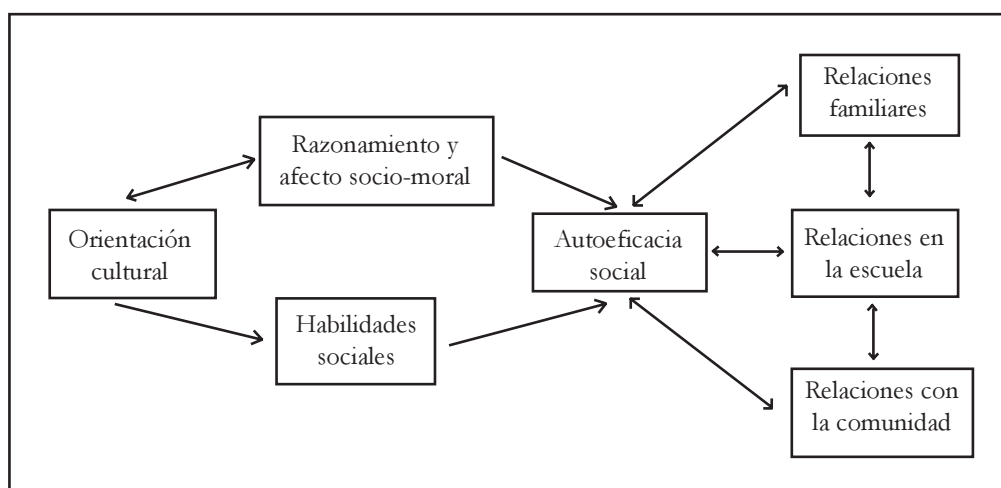 Relaciones
familiares
Razonamiento y
afecto socio-moral
Orientación
cultural
Autoeficacia
social
Relaciones en
la escuela
Habilidades
sociales
Relaciones con
la comunidad